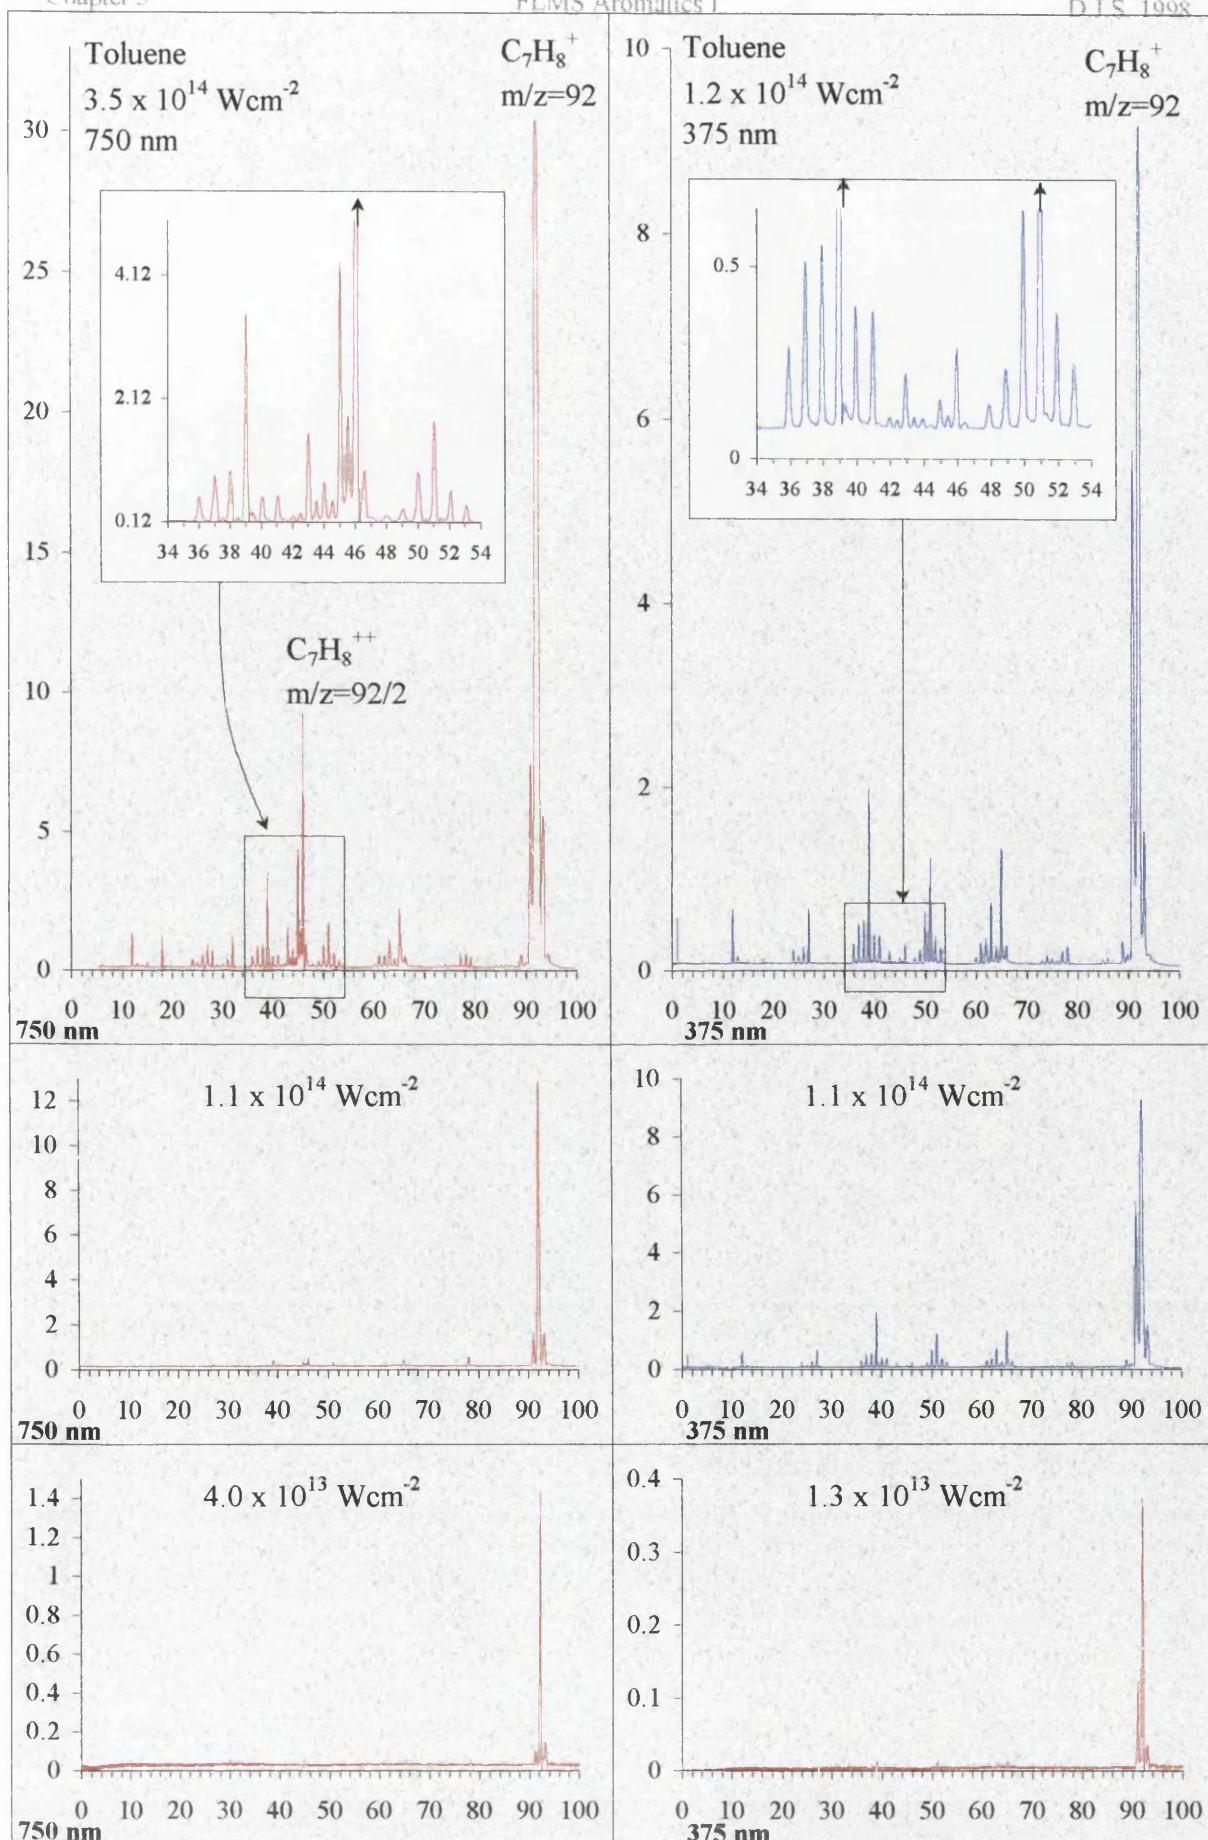 Chapter 3
FLMS Aromatics I
D.J.S. 1998
Toluene
3.5 x 10^14 Wcm^-2
750 nm
C7H8^+
m/z=92
30
25
20
15
10
5
0
4.12
2.12
0.12
34 36 38 40 42 44 46 48 50 52 54
C7H8^++
m/z=92/2
0 10 20 30 40 50 60 70 80 90 100
750 nm
Toluene
1.2 x 10^14 Wcm^-2
375 nm
C7H8^+
m/z=92
10
8
6
4
2
0
0.5
0
34 36 38 40 42 44 46 48 50 52 54
0 10 20 30 40 50 60 70 80 90 100
375 nm
1.1 x 10^14 Wcm^-2
12
10
8
6
4
2
0
0 10 20 30 40 50 60 70 80 90 100
750 nm
1.1 x 10^14 Wcm^-2
10
8
6
4
2
0
0 10 20 30 40 50 60 70 80 90 100
375 nm
4.0 x 10^13 Wcm^-2
1.4
1.2
1
0.8
0.6
0.4
0.2
0
0 10 20 30 40 50 60 70 80 90 100
750 nm
1.3 x 10^13 Wcm^-2
0.4
0.3
0.2
0.1
0
0 10 20 30 40 50 60 70 80 90 100
375 nm